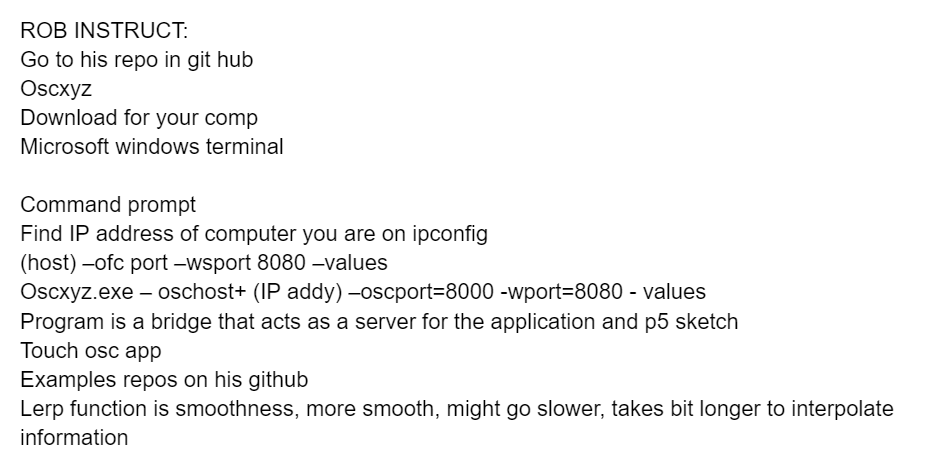 ROB INSTRUCT:
Go to his repo in git hub
Oscxyz
Download for your comp
Microsoft windows terminal
Command prompt
Find IP address of computer you are on ipconfig
(host) –ofc port –wsport 8080 –values
Oscxyz.exe – oschost+ (IP addy) –oscport=8000 -wport=8080 - values
Program is a bridge that acts as a server for the application and p5 sketch
Touch osc app
Examples repos on his github
Lerp function is smoothness, more smooth, might go slower, takes bit longer to interpolate
information